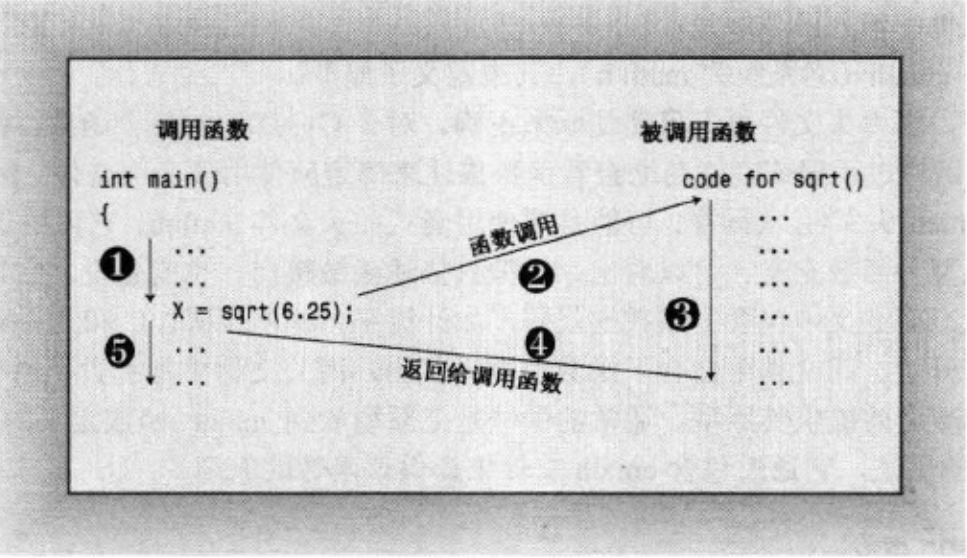 调用函数
int main()
{
...
❶
...
X = sqrt(6.25);
❺
...
...
函数调用
❷
❹
返回给调用函数
被调用函数
code for sqrt()
...
...
❸
...
...
...